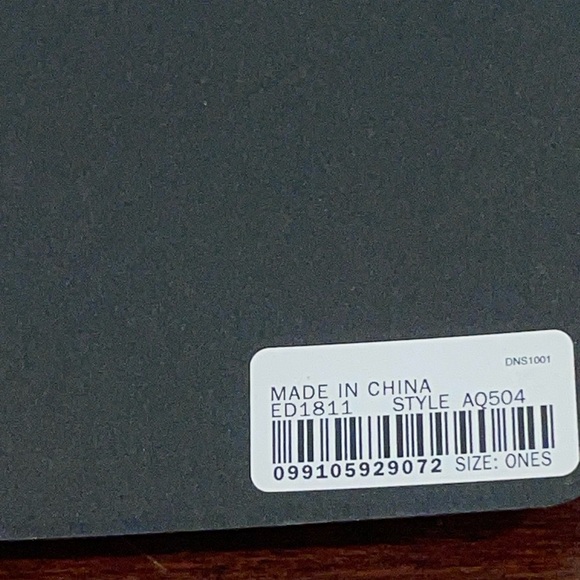 DNS1001
MADE IN CHINA
ED1811 STYLE AQ504
099105929072 SIZE: ONES